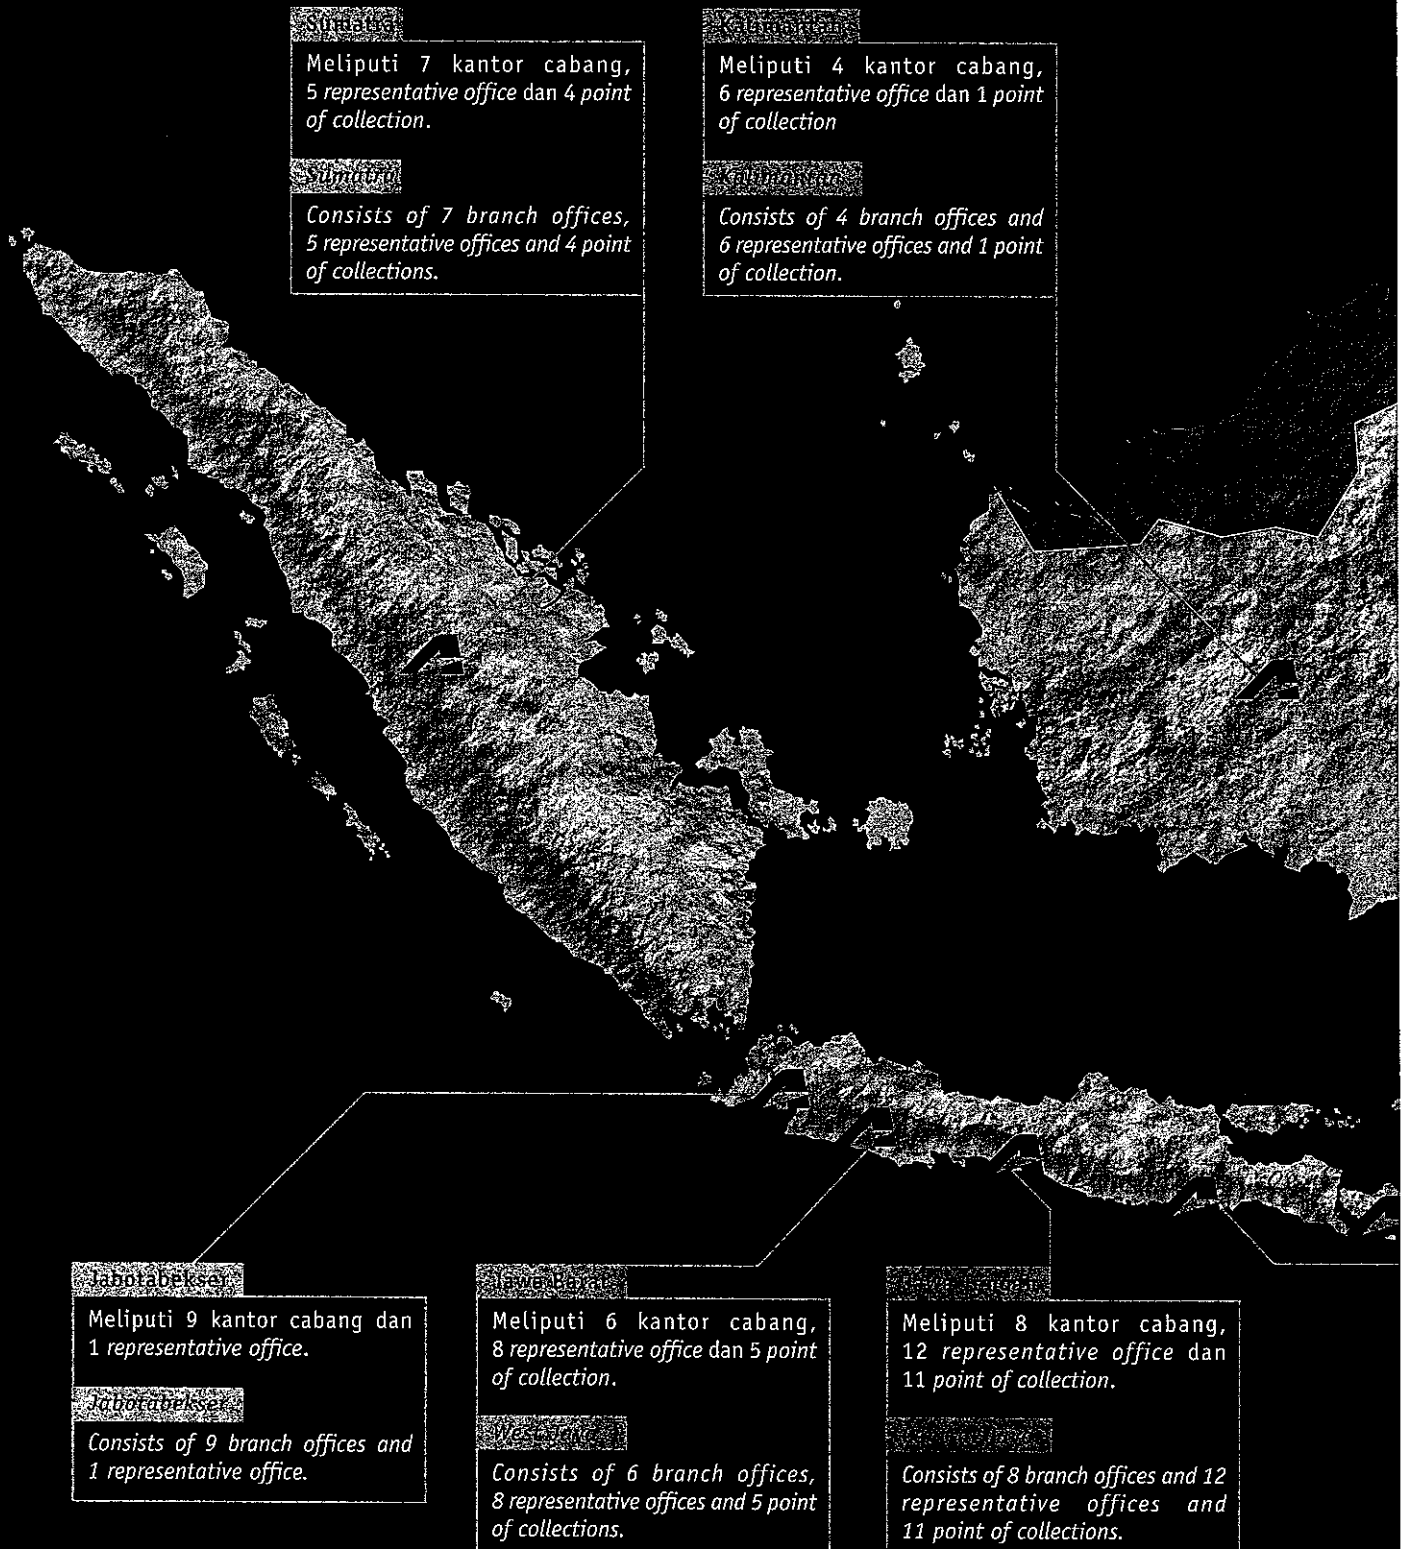 Sumatra
Meliputi 7 kantor cabang,
5 representative office dan 4 point
of collection.
Sumatra
Consists of 7 branch offices,
5 representative offices and 4 point
of collections.
Kalimantan
Meliputi 4 kantor cabang,
6 representative office dan 1 point
of collection
Kalimantan
Consists of 4 branch offices and
6 representative offices and 1 point
of collection.
Jabotabekser
Meliputi 9 kantor cabang dan
1 representative office.
Jabotabekser
Consists of 9 branch offices and
1 representative office.
Jawa Barat
Meliputi 6 kantor cabang,
8 representative office dan 5 point
of collection.
West Java
Consists of 6 branch offices,
8 representative offices and 5 point
of collections.
Meliputi 8 kantor cabang,
12 representative office dan
11 point of collection.
Consists of 8 branch offices and 12
representative offices and
11 point of collections.